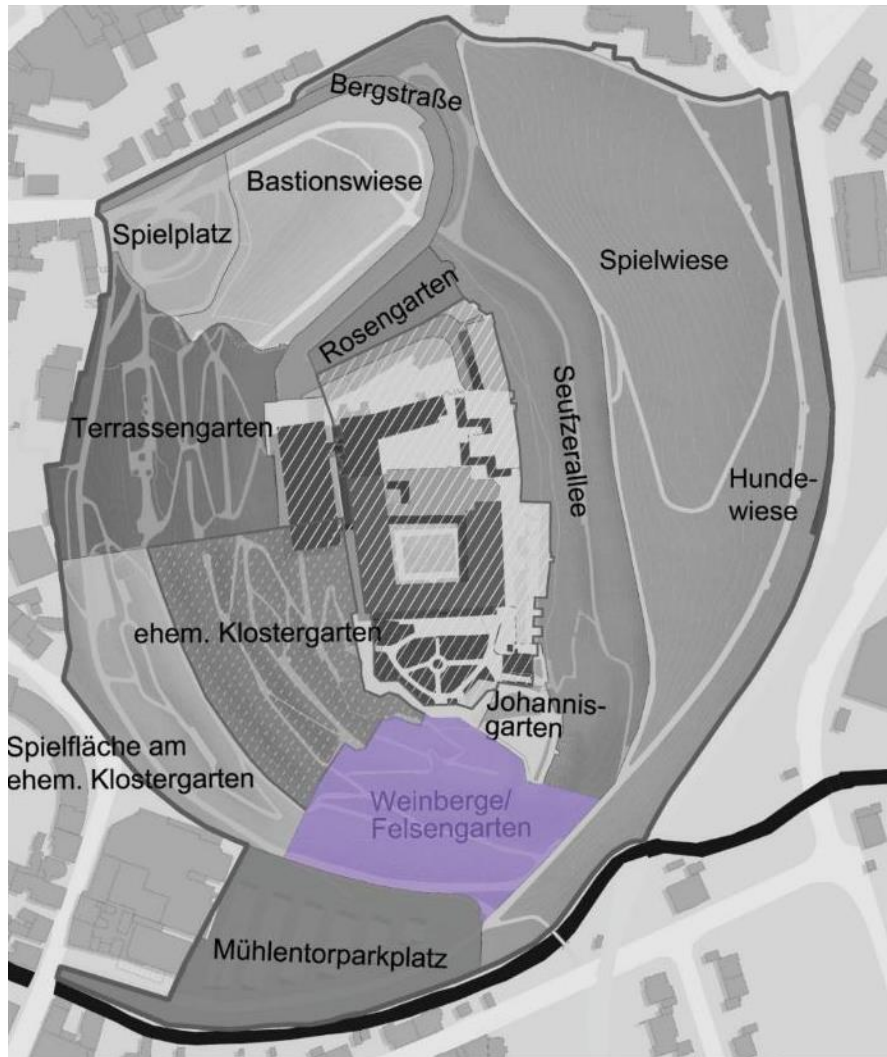 Bergstraße
Bastionswiese
Spielplatz
Spielwiese
Rosengarten
Terrassengarten
Seufzerallee
Hunde-
wiese
ehem. Klostergarten
Johannis-
garten
Spielfläche am
ehem. Klostergarten
Weinberge/
Felsengarten
Mühlentorparkplatz